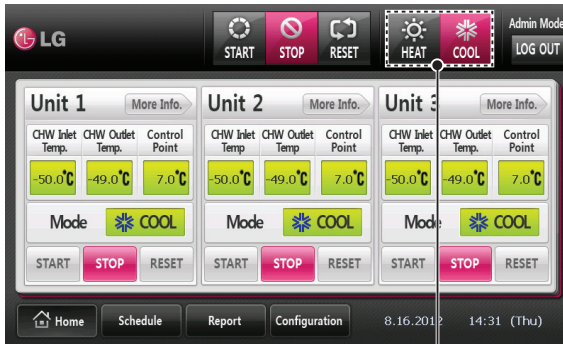 LG
START STOP RESET HEAT COOL
Admin Mode
LOG OUT
Unit 1 More Info.
CHW Inlet Temp. CHW Outlet Temp. Control Point
-50.0℃ -49.0℃ 7.0℃
Mode COOL
START STOP RESET
Unit 2 More Info.
CHW Inlet Temp CHW Outlet Temp Control Point
-50.0℃ -49.0℃ 7.0℃
Mode COOL
START STOP RESET
Unit 3 More Info.
CHW Inlet Temp. CHW Outlet Temp. Control Point
-50.0℃ -49.0℃ 7.0℃
Mode COOL
START STOP RESET
Home Schedule Report Configuration 8.16.2012 14:31 (Thu)